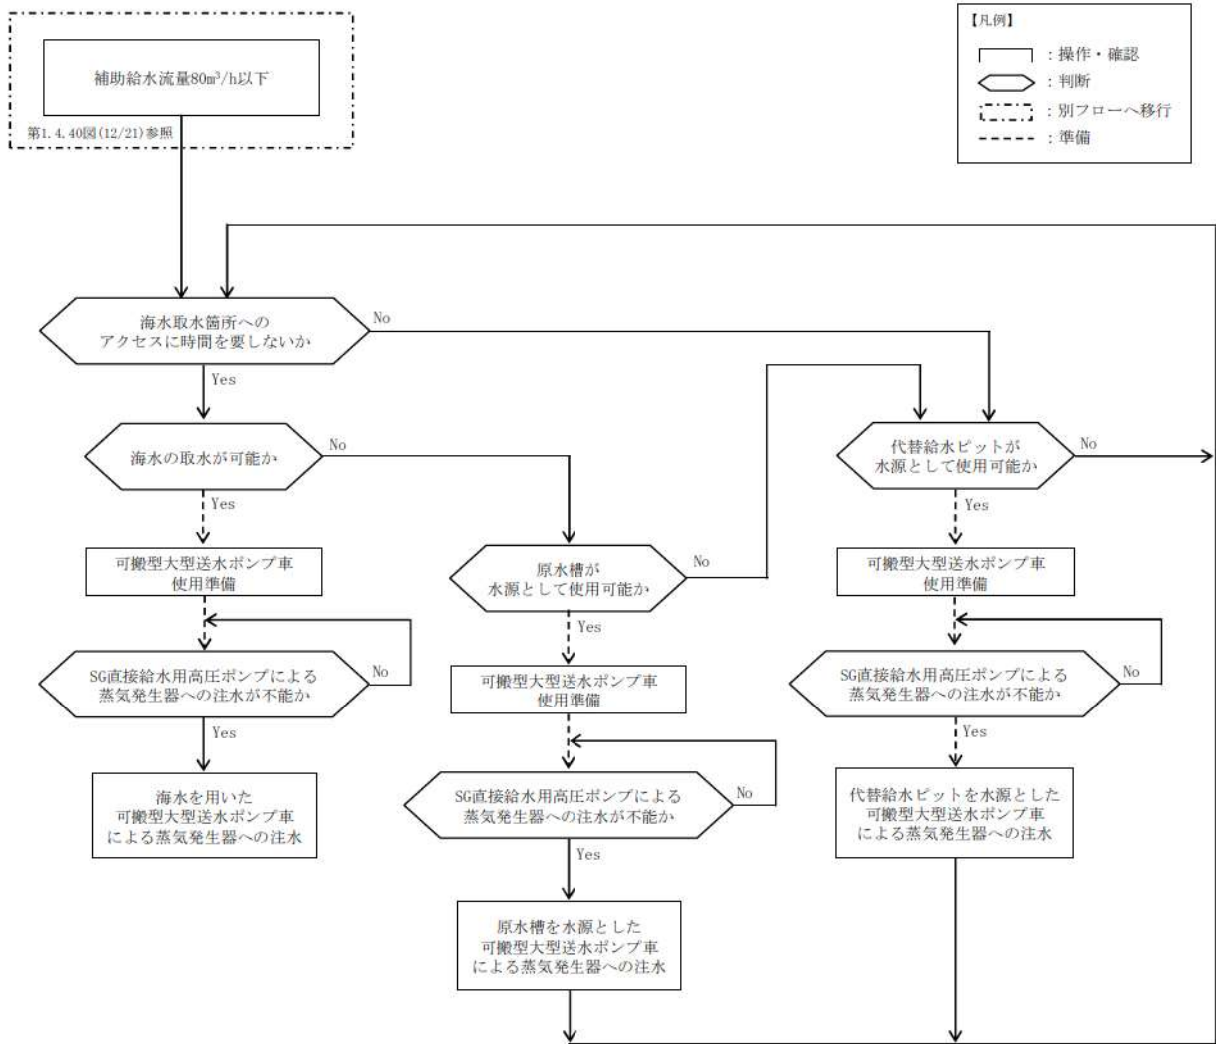 補助給水流量80m³/h以下
第1.4.40図(12/21)参照
【凡例】
：操作・確認
：判断
：別フローへ移行
：準備
海水取水箇所への
アクセスに時間を要しないか
No
Yes
海水の取水が可能か
No
Yes
可搬型大型送水ポンプ車
使用準備
SG直接給水用高圧ポンプによる
蒸気発生器への注水が不能か
No
Yes
海水を用いた
可搬型大型送水ポンプ車
による蒸気発生器への注水
原水槽が
水源として使用可能か
No
Yes
可搬型大型送水ポンプ車
使用準備
SG直接給水用高圧ポンプによる
蒸気発生器への注水が不能か
No
Yes
原水槽を水源とした
可搬型大型送水ポンプ車
による蒸気発生器への注水
代替給水ピットが
水源として使用可能か
No
Yes
可搬型大型送水ポンプ車
使用準備
SG直接給水用高圧ポンプによる
蒸気発生器への注水が不能か
No
Yes
代替給水ピットを水源とした
可搬型大型送水ポンプ車
による蒸気発生器への注水